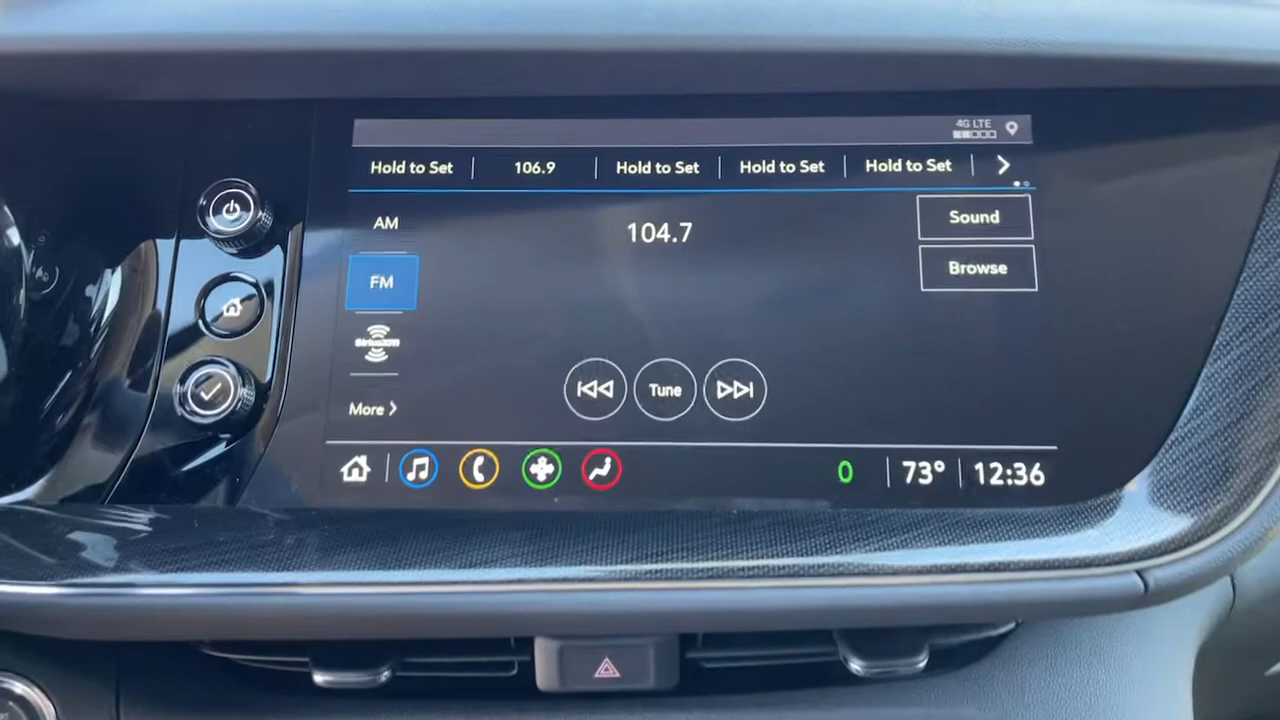 4G LTE
Hold to Set
106.9
Hold to Set
Hold to Set
Hold to Set
AM
104.7
Sound
FM
Browse
SiriusXM
Tune
More
0
73°
12:36